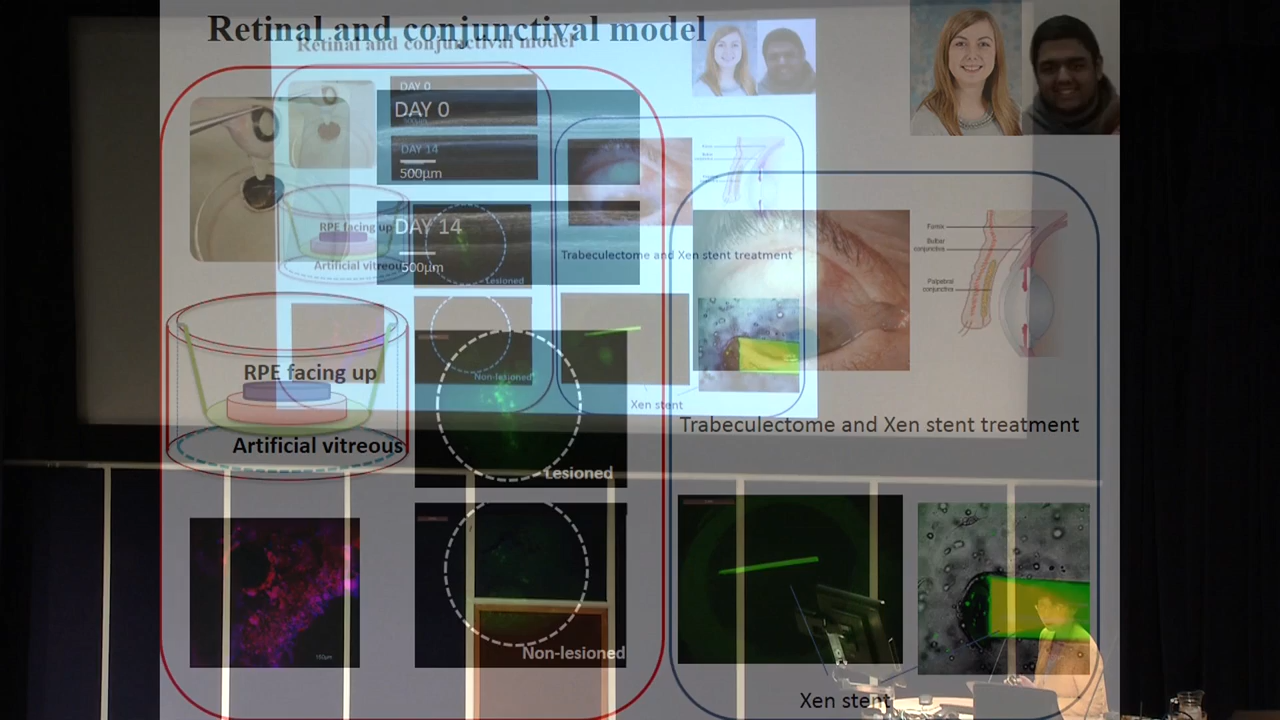 Retinal and conjunctival model
Retinal and conjunctival model
DAY 0
DAY 0
DAY 14
500µm
DAY 14
500µm
RPE facing up
Artificial vitreous
Lesioned
Non-lesioned
Trabeculectome and Xen stent treatment
Xen stent
RPE facing up
Artificial vitreous
Lesioned
Non-lesioned
Fornix
Bulbar
conjunctiva
Palpebral
conjunctiva
Trabeculectome and Xen stent treatment
Xen stent